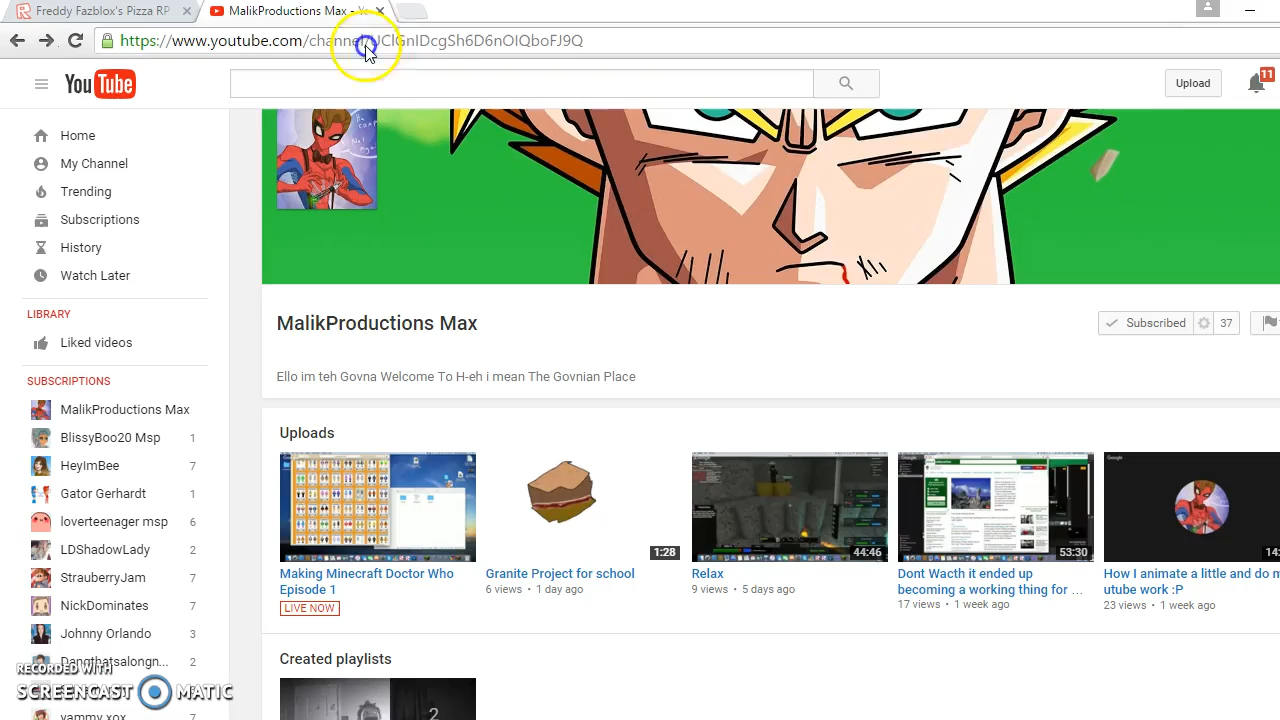 Freddy Fazblox's Pizza RP
MalikProductions Max - Yo
https://www.youtube.com/channel/UClGnIDcgSh6D6nOIQboFJ9Q
YouTube
Upload
11
Home
My Channel
Trending
Subscriptions
History
Watch Later
LIBRARY
Liked videos
SUBSCRIPTIONS
MalikProductions Max
BlissyBoo20 Msp 1
HeyImBee 7
Gator Gerhardt 1
loverteenager msp 6
LDShadowLady 2
StrauberryJam 7
NickDominates 7
Johnny Orlando 3
Dangthatsalongn... 2
yammy xox 7
MalikProductions Max
Subscribed 37
Ello im teh Govna Welcome To H-eh i mean The Govnian Place
Uploads
1:28
44:46
53:30
Google
14:
Making Minecraft Doctor Who
Episode 1
LIVE NOW
Granite Project for school
6 views • 1 day ago
Relax
9 views • 5 days ago
Dont Wacth it ended up
becoming a working thing for ...
17 views • 1 week ago
How I animate a little and do m
utube work :P
23 views • 1 week ago
Created playlists
2
RECORDED WITH
SCREENCAST MATIC